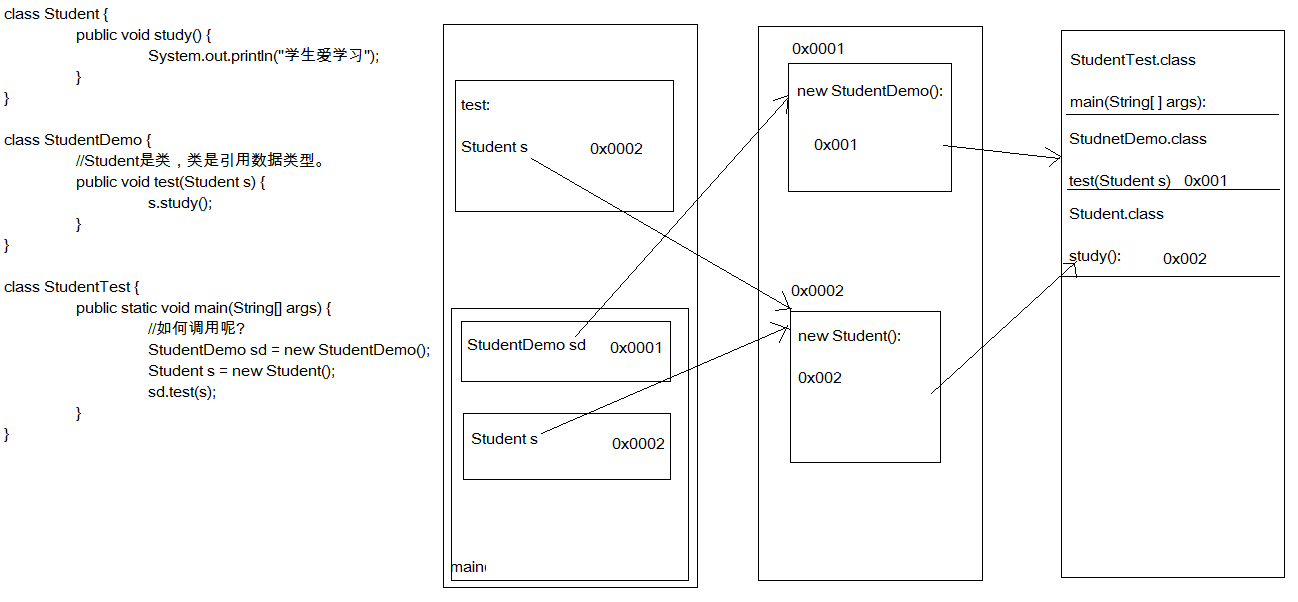 class Student {
public void study() {
System.out.println("学生爱学习");
}
}
class StudentDemo {
//Student是类，类是引用数据类型。
public void test(Student s) {
s.study();
}
}
class StudentTest {
public static void main(String[] args) {
//如何调用呢?
StudentDemo sd = new StudentDemo();
Student s = new Student();
sd.test(s);
}
}
test:
Student s 0x0002
StudentDemo sd 0x0001
Student s 0x0002
main(
0x0001
new StudentDemo():
0x001
0x0002
new Student():
0x002
StudentTest.class
main(String[ ] args):
StudnetDemo.class
test(Student s) 0x001
Student.class
study(): 0x002